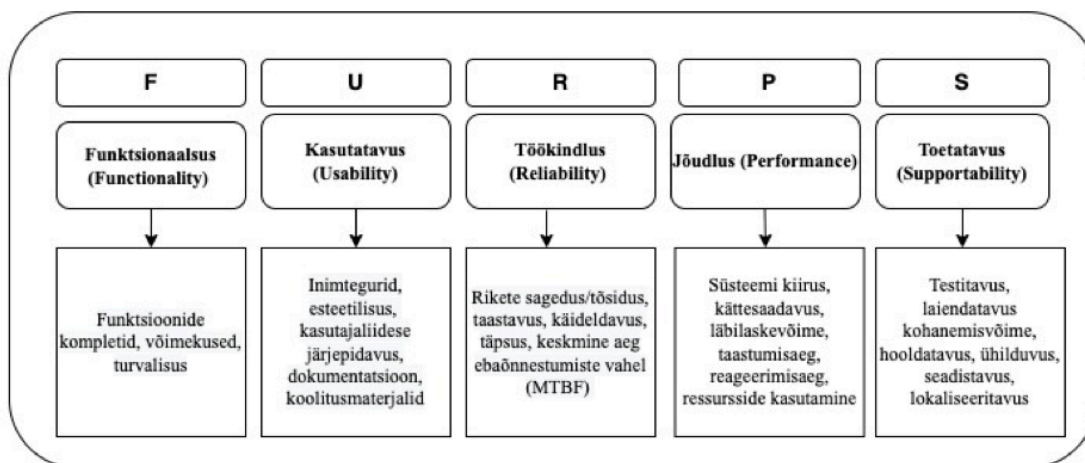 F
Funktsionaalsus
(Functionality)
Funktsioonide
kompletid, võimekused,
turvalisus
U
Kasutatavus
(Usability)
Inimtegurid,
esteetilisus,
kasutajaliidese
järjepidavus,
dokumentatsioon,
koolitusmaterjalid
R
Töökindlus
(Reliability)
Rikete sagedus/tõsidus,
taastavus, käideldavus,
täpsus, keskmine aeg
ebaõnnestumiste vahel
(MTBF)
P
Jõudlus (Performance)
Süsteemi kiirus,
kättesaadavus,
läbilaskevõime,
taastumisaeg,
reageerimisaeg,
ressursside kasutamine
S
Toetatavus
(Supportability)
Testitavus,
laiendatavus
kohanemisvõime,
hooldatavus, ühilduvus,
seadistavus,
lokaliseeritavus